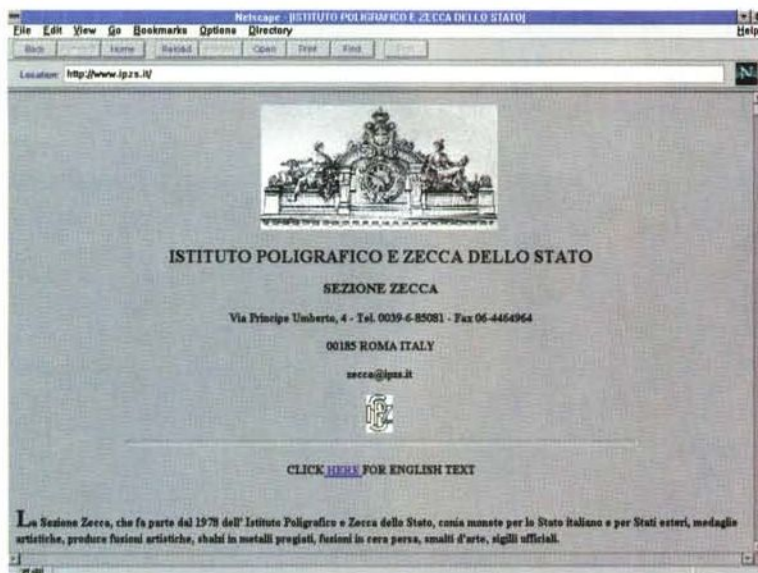 Netscape - [ISTITUTO POLIGRAFICO E ZECCA DELLO STATO]
File Edit View Go Bookmarks Options Directory Help
Back Home Reload Open Print Find
Location: http://www.ipzs.it/
N
ISTITUTO POLIGRAFICO E ZECCA DELLO STATO
SEZIONE ZECCA
Via Principe Umberto, 4 - Tel. 0039-6-85081 - Fax 06-4464964
00185 ROMA ITALY
zecca@ipzs.it
CLICK HERE FOR ENGLISH TEXT
La Sezione Zecca, che fa parte dal 1978 dell' Istituto Poligrafico e Zecca dello Stato, conia monete per lo Stato italiano e per Stati esteri, medaglie
artistiche, produce fusioni artistiche, shalzi in metalli pregiati, fusioni in cera persa, smalti d'arte, sigilli ufficiali.